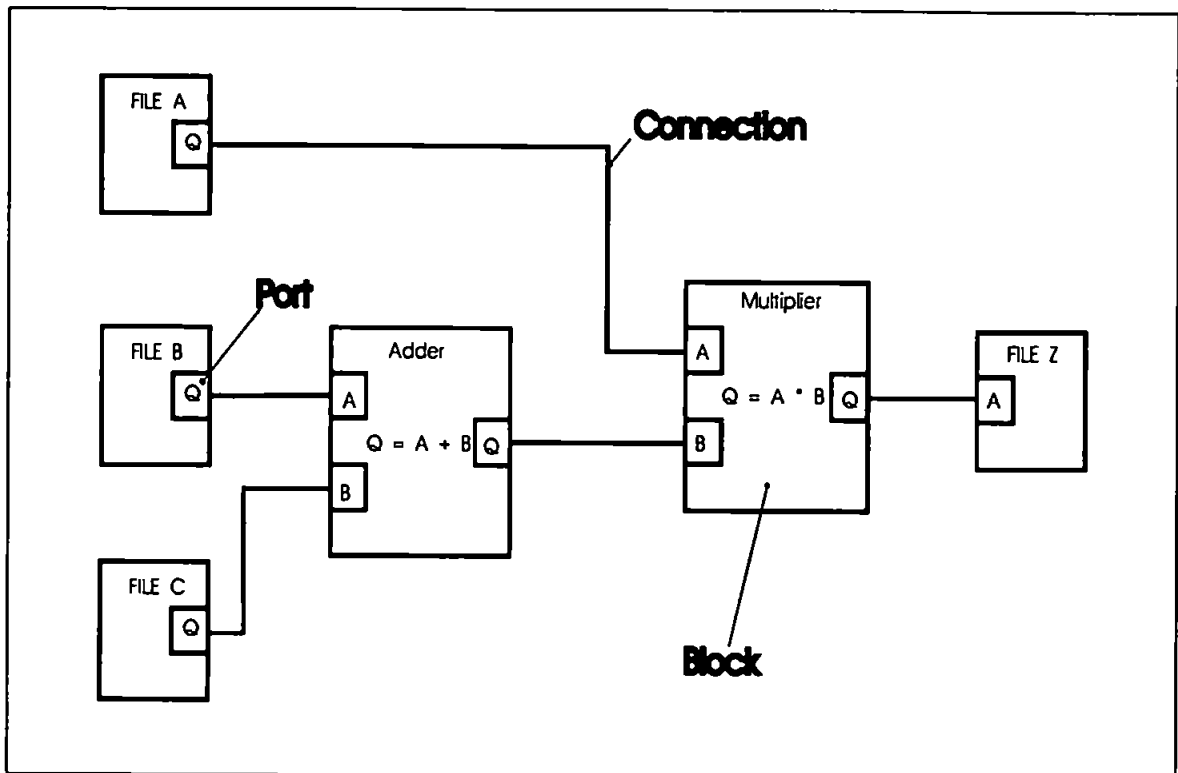 FILE A
Q
Connection
Port
FILE B
Q
Adder
A
Q = A + B
Q
B
Multiplier
A
Q = A * B
Q
B
FILE Z
A
FILE C
Q
Block